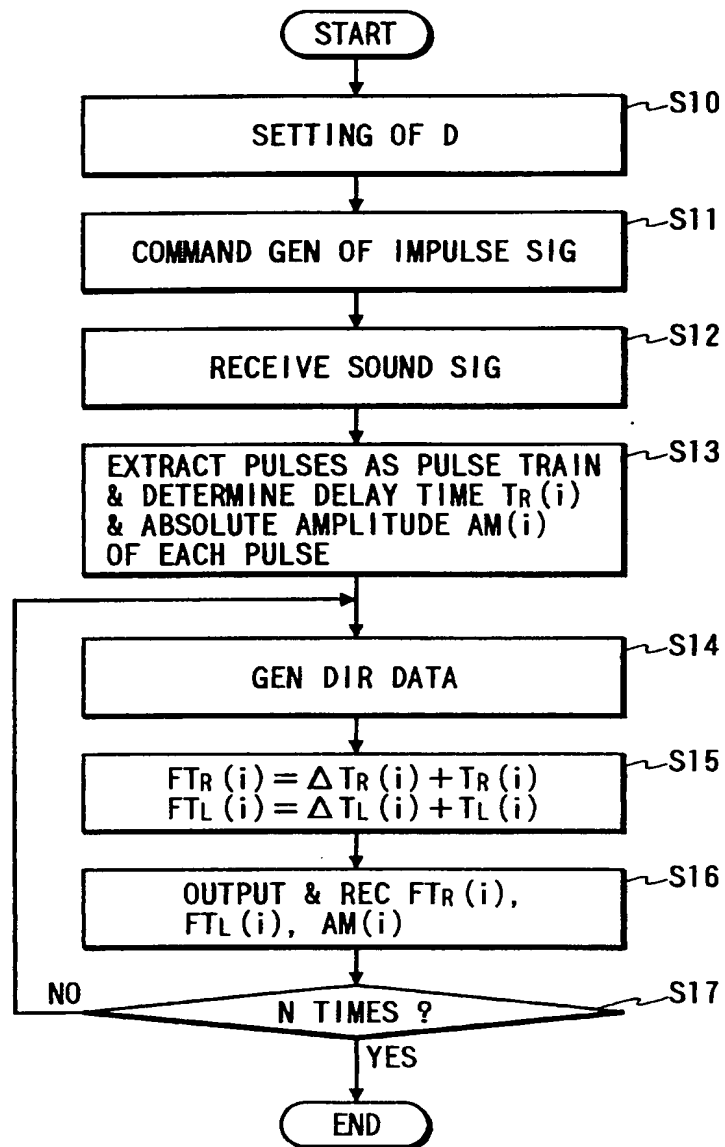 START
S10
SETTING OF D
S11
COMMAND GEN OF IMPULSE SIG
S12
RECEIVE SOUND SIG
S13
EXTRACT PULSES AS PULSE TRAIN
& DETERMINE DELAY TIME TR(i)
& ABSOLUTE AMPLITUDE AM(i)
OF EACH PULSE
S14
GEN DIR DATA
S15
FTR(i)=ΔTR(i)+TR(i)
FTL(i)=ΔTL(i)+TL(i)
S16
OUTPUT & REC FTR(i),
FTL(i), AM(i)
S17
NO
N TIMES ?
YES
END